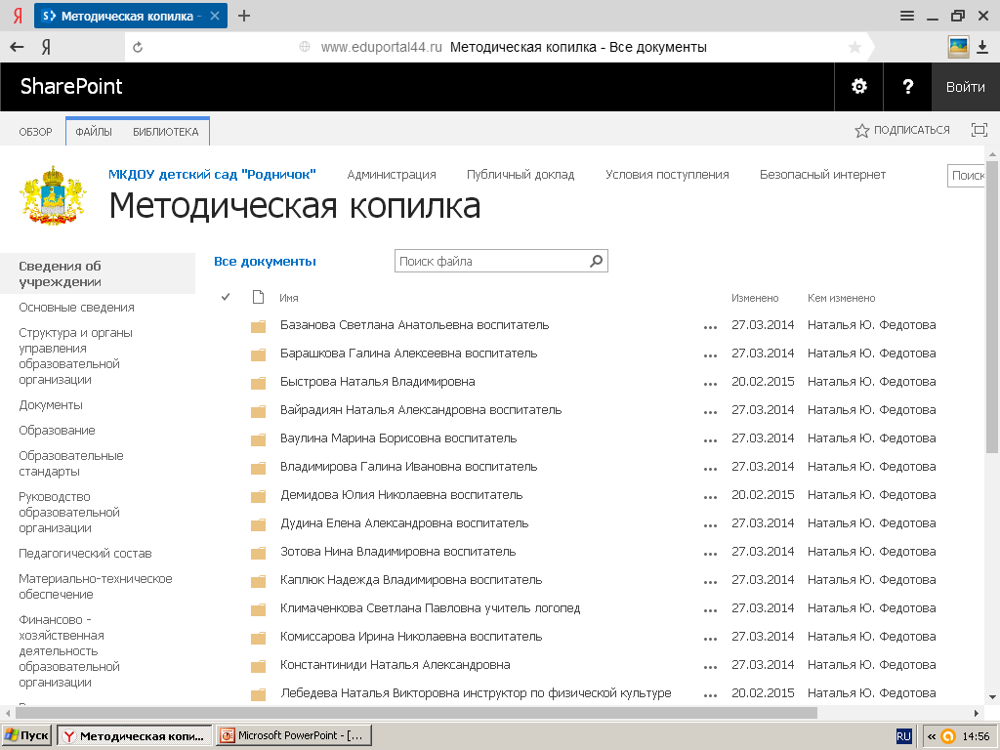 Методическая копилка -
www.eduportal44.ru Методическая копилка - Все документы
SharePoint
? Войти
ОБЗОР ФАЙЛЫ БИБЛИОТЕКА
ПОДПИСАТЬСЯ
МКДОУ детский сад "Родничок" Администрация Публичный доклад Условия поступления Безопасный интернет
Поиск
Методическая копилка
Сведения об
учреждении
Основные сведения
Структура и органы
управления
образовательной
организации
Документы
Образование
Образовательные
стандарты
Руководство
образовательной
организации
Педагогический состав
Материально-техническое
обеспечение
Финансово -
хозяйственная
деятельность
образовательной
организации
Все документы
Поиск файла
Имя Изменено Кем изменено
Базанова Светлана Анатольевна воспитатель ... 27.03.2014 Наталья Ю. Федотова
Барашкова Галина Алексеевна воспитатель ... 27.03.2014 Наталья Ю. Федотова
Быстрова Наталья Владимировна ... 20.02.2015 Наталья Ю. Федотова
Вайрадиян Наталья Александровна воспитатель ... 27.03.2014 Наталья Ю. Федотова
Ваулина Марина Борисовна воспитатель ... 27.03.2014 Наталья Ю. Федотова
Владимирова Галина Ивановна воспитатель ... 27.03.2014 Наталья Ю. Федотова
Демидова Юлия Николаевна воспитатель ... 20.02.2015 Наталья Ю. Федотова
Дудина Елена Александровна воспитатель ... 27.03.2014 Наталья Ю. Федотова
Зотова Нина Владимировна воспитатель ... 27.03.2014 Наталья Ю. Федотова
Каплюк Надежда Владимировна воспитатель ... 27.03.2014 Наталья Ю. Федотова
Климаченкова Светлана Павловна учитель логопед ... 27.03.2014 Наталья Ю. Федотова
Комиссарова Ирина Николаевна воспитатель ... 27.03.2014 Наталья Ю. Федотова
Константиниди Наталья Александровна ... 27.03.2014 Наталья Ю. Федотова
Лебедева Наталья Викторовна инструктор по физической культуре ... 20.02.2015 Наталья Ю. Федотова
Пуск Методическая копи... Microsoft PowerPoint - [... RU « 14:56